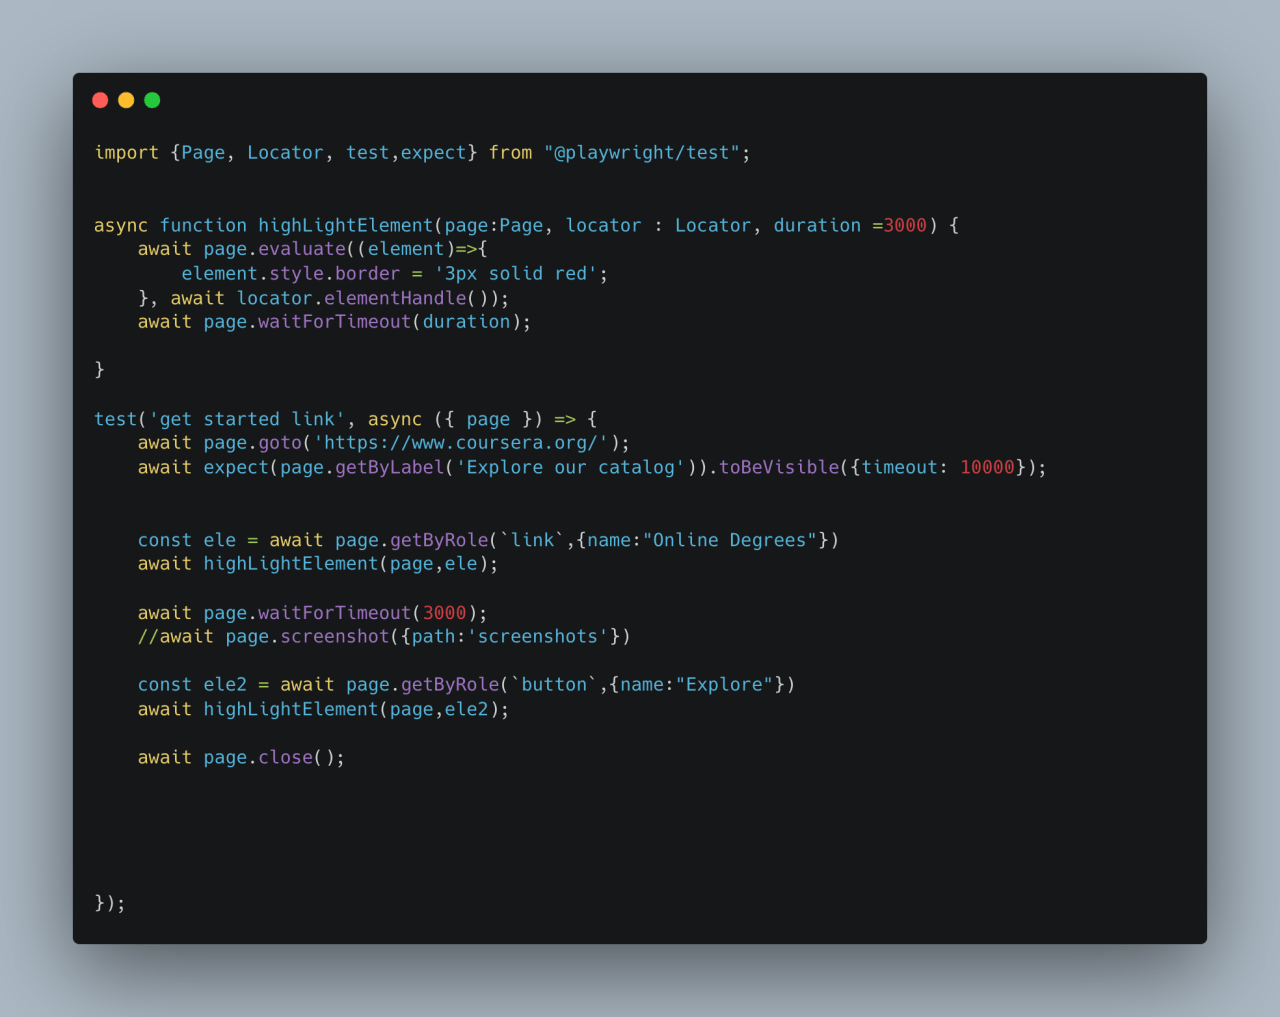 import {Page, Locator, test,expect} from "@playwright/test";
async function highLightElement(page:Page, locator : Locator, duration =3000) {
    await page.evaluate((element)=>{
        element.style.border = '3px solid red';
    }, await locator.elementHandle());
    await page.waitForTimeout(duration);
}
test('get started link', async ({ page }) => {
    await page.goto('https://www.coursera.org/');
    await expect(page.getByLabel('Explore our catalog')).toBeVisible({timeout: 10000});
    const ele = await page.getByRole(`link`,{name:"Online Degrees"})
    await highLightElement(page,ele);
    await page.waitForTimeout(3000);
    //await page.screenshot({path:'screenshots'})
    const ele2 = await page.getByRole(`button`,{name:"Explore"})
    await highLightElement(page,ele2);
    await page.close();
});